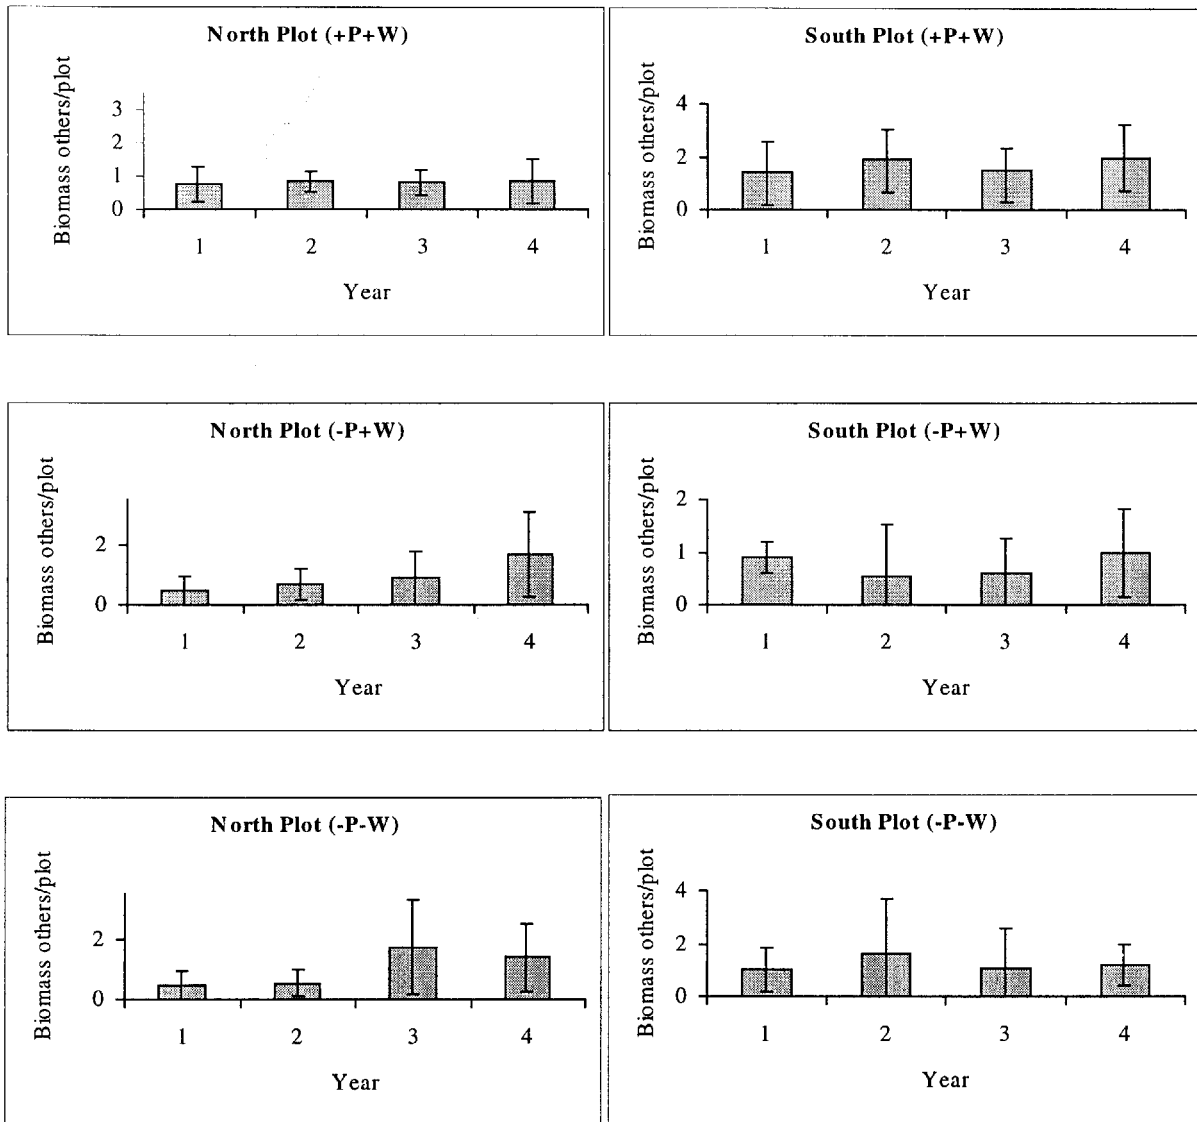 North Plot (+P+W)
Biomass others/plot
3
2
1
0
1 2 3 4
Year
South Plot (+P+W)
Biomass others/plot
4
2
0
1 2 3 4
Year
North Plot (-P+W)
Biomass others/plot
2
0
1 2 3 4
Year
South Plot (-P+W)
Biomass others/plot
2
1
0
1 2 3 4
Year
North Plot (-P-W)
Biomass others/plot
2
0
1 2 3 4
Year
South Plot (-P-W)
Biomass others/plot
4
2
0
1 2 3 4
Year